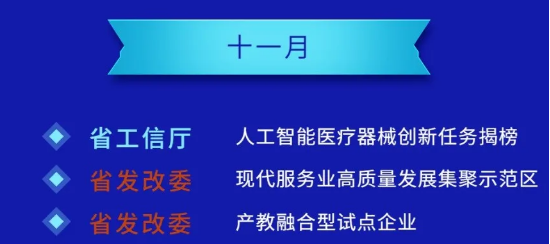 十一月
省工信厅 人工智能医疗器械创新任务揭榜
省发改委 现代服务业高质量发展集聚示范区
省发改委 产教融合型试点企业